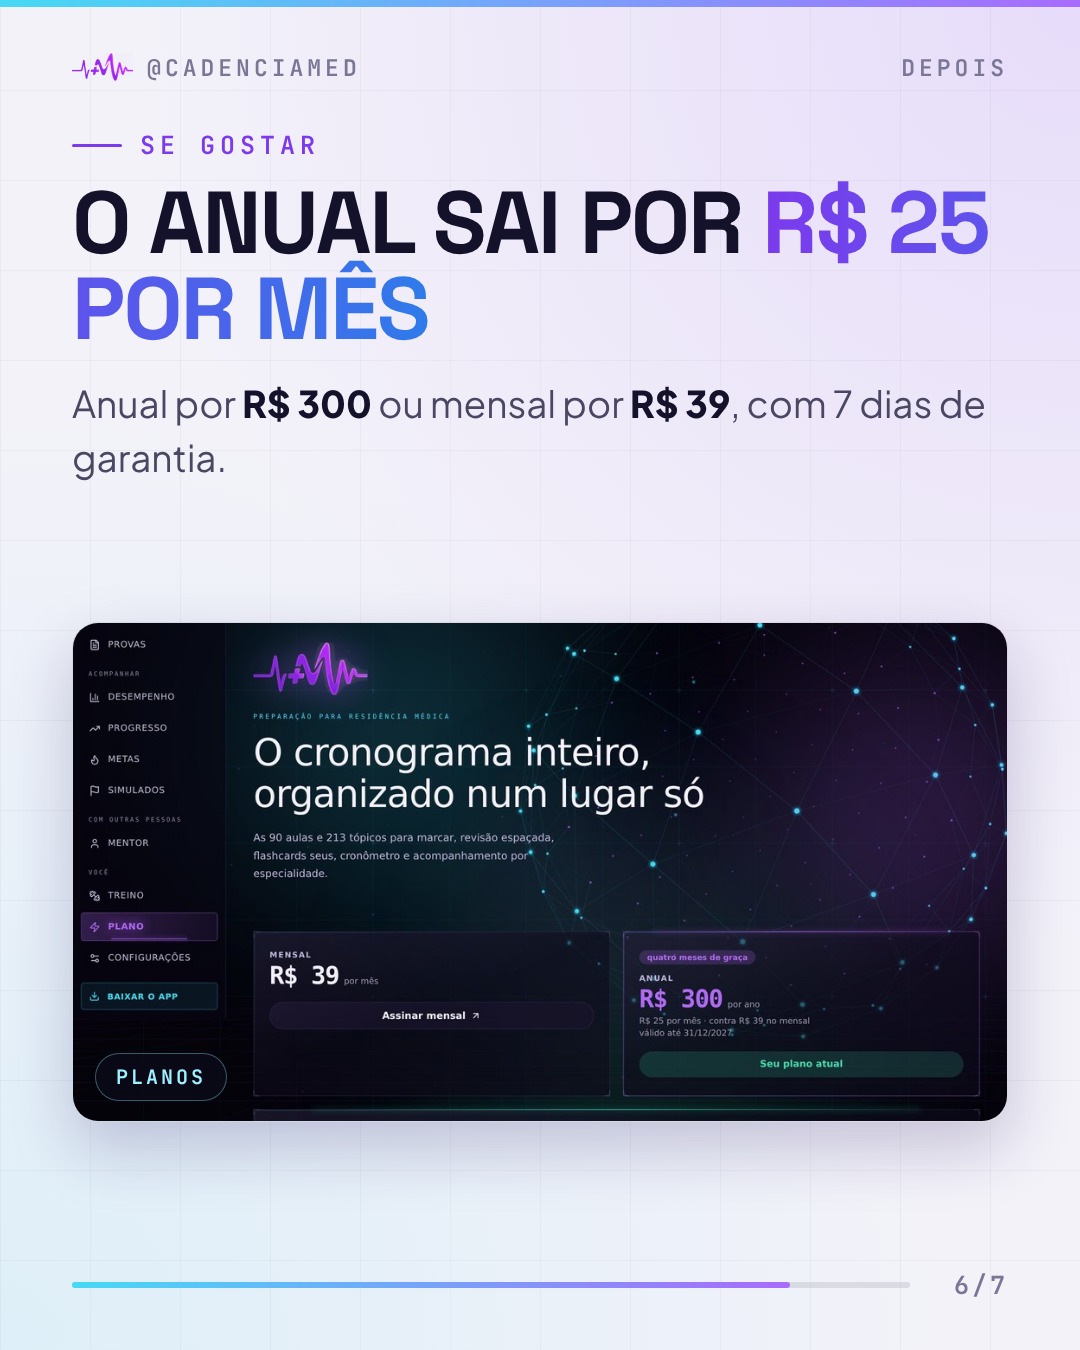 @CADENCIAMED
DEPOIS
SE GOSTAR
O ANUAL SAI POR R$ 25
POR MÊS
Anual por R$ 300 ou mensal por R$ 39, com 7 dias de
garantia.
PROVAS
ACOMPANHAR
DESEMPENHO
PROGRESSO
METAS
SIMULADOS
COM OUTRAS PESSOAS
MENTOR
VOCÊ
TREINO
PLANO
CONFIGURAÇÕES
BAIXAR O APP
PLANOS
PREPARAÇÃO PARA RESIDÊNCIA MÉDICA
O cronograma inteiro,
organizado num lugar só
As 90 aulas e 213 tópicos para marcar, revisão espaçada,
flashcards seus, cronômetro e acompanhamento por
especialidade.
MENSAL
R$ 39 por mês
Assinar mensal
quatro meses de graça
ANUAL
R$ 300 por ano
R$ 25 por mês · contra R$ 39 no mensal
válido até 31/12/2027
Seu plano atual
6/7